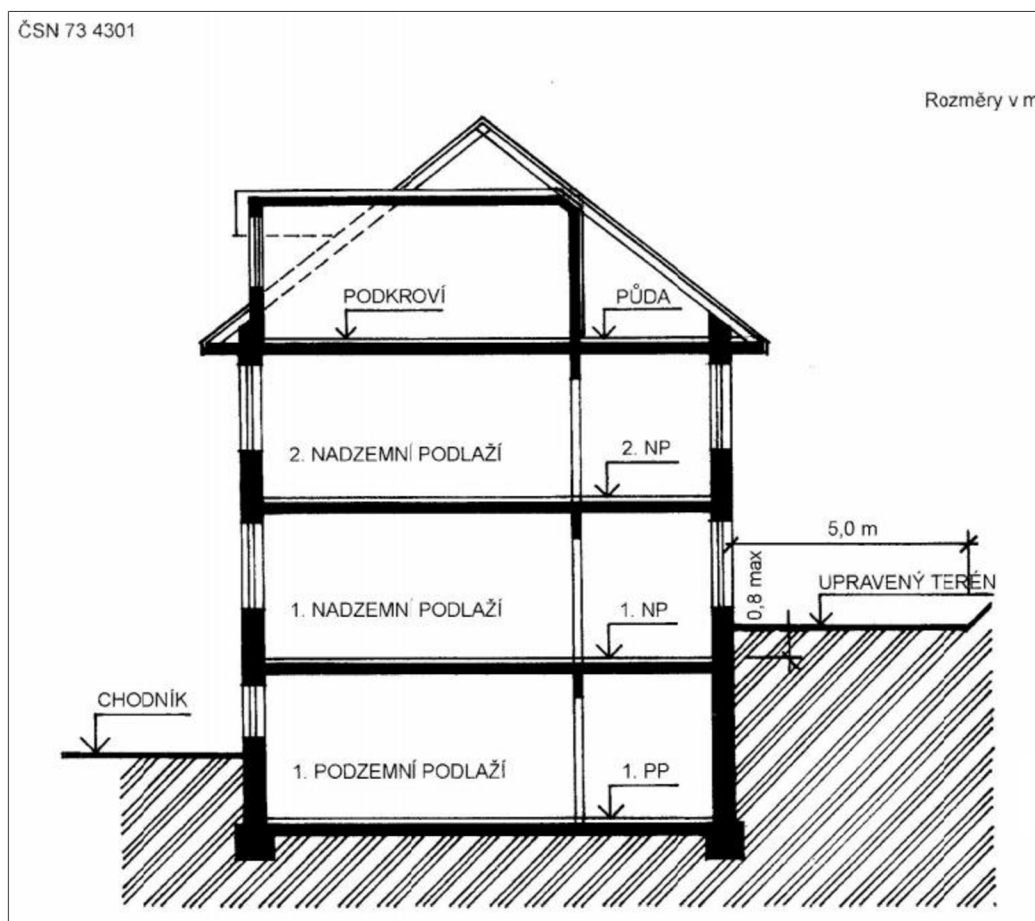 ČSN 73 4301
Rozměry v m
PODKROVÍ
PŮDA
2. NADZEMNÍ PODLAŽÍ
2. NP
5,0 m
0,8 max
UPRAVENÝ TERÉN
1. NADZEMNÍ PODLAŽÍ
1. NP
CHODNÍK
1. PODZEMNÍ PODLAŽÍ
1. PP